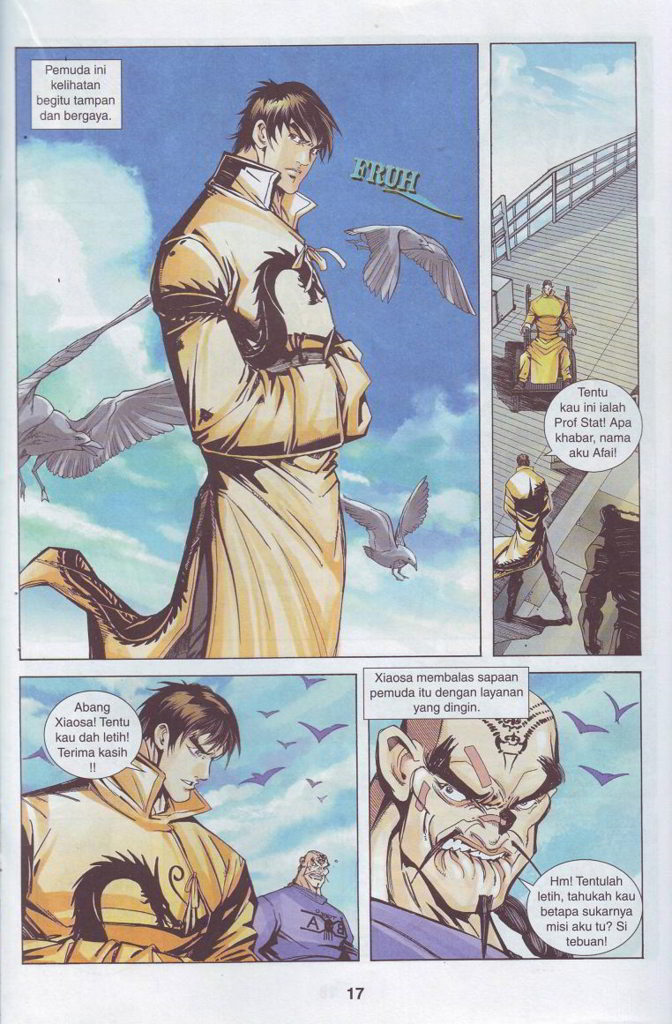 Pemuda ini
kelihatan
begitu tampan
dan bergaya.
FRUH
Tentu
kau ini ialah
Prof Stat! Apa
khabar, nama
aku Afai!
Abang
Xiaosa! Tentu
kau dah letih!
Terima kasih
!!
Xiaosa membalas sapaan
pemuda itu dengan layanan
yang dingin.
Hm! Tentulah
letih, tahukah kau
betapa sukarnya
misi aku tu? Si
tebuan!
17